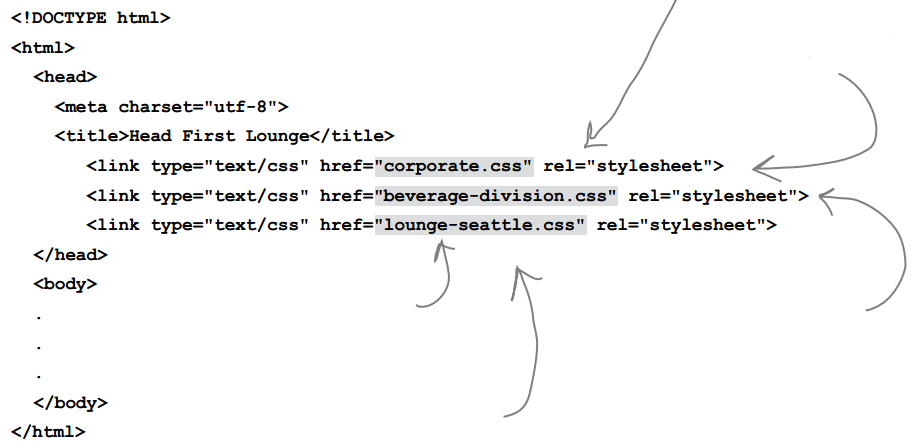 <!DOCTYPE html>
<html>
<head>
<meta charset="utf-8">
<title>Head First Lounge</title>
<link type="text/css" href="corporate.css" rel="stylesheet">
<link type="text/css" href="beverage-division.css" rel="stylesheet">
<link type="text/css" href="lounge-seattle.css" rel="stylesheet">
</head>
<body>
.
.
.
</body>
</html>